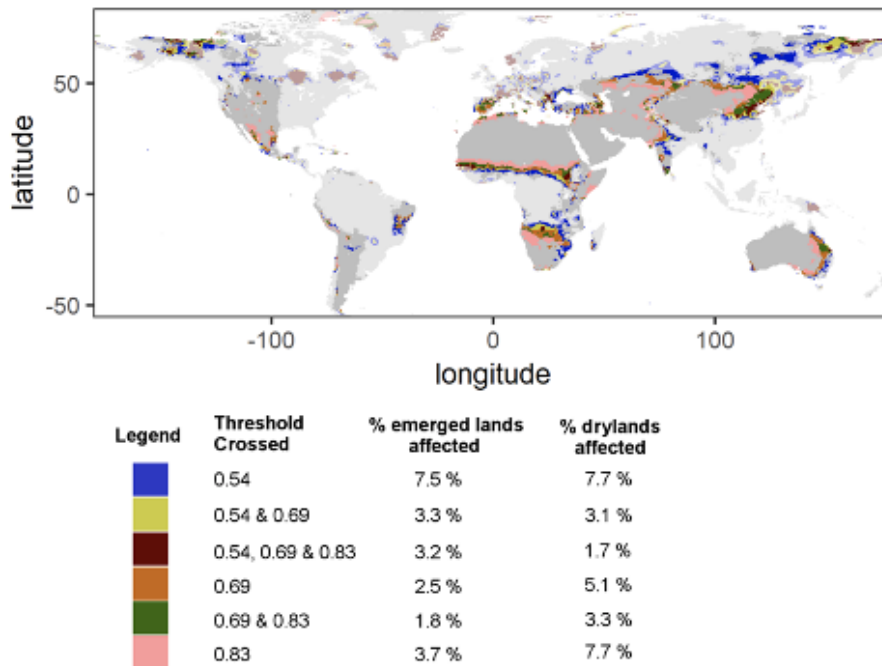 50
0
-50
latitude
-100 0 100
longitude
Legend Threshold Crossed % emerged lands affected % drylands affected
0.54 7.5 % 7.7 %
0.54 & 0.69 3.3 % 3.1 %
0.54, 0.69 & 0.83 3.2 % 1.7 %
0.69 2.5 % 5.1 %
0.69 & 0.83 1.8 % 3.3 %
0.83 3.7 % 7.7 %